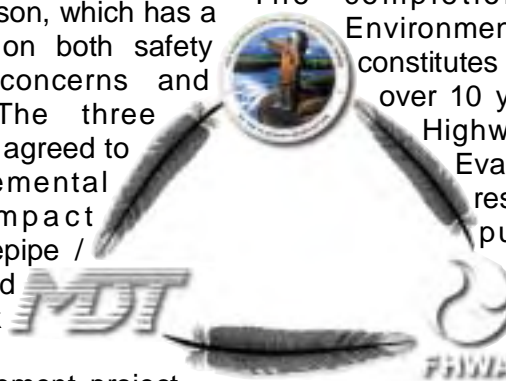 son, which has a
on both safety
concerns and
The three
agreed to
emental
mpact
epipe /
d
The completio
Environmen
constitutes
over 10 y
Highw
Eva
res
pu
MDT
FHWA
ement project